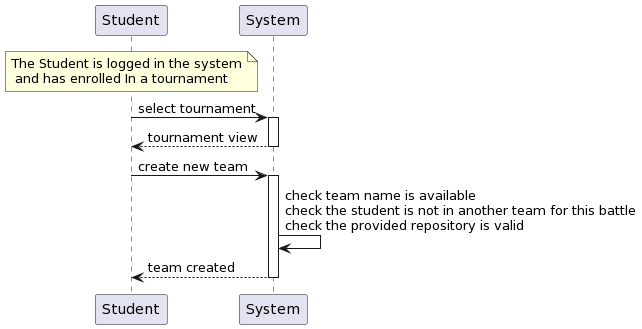 Student
System
The Student is logged in the system
and has enrolled In a tournament
select tournament
tournament view
create new team
check team name is available
check the student is not in another team for this battle
check the provided repository is valid
team created
Student
System